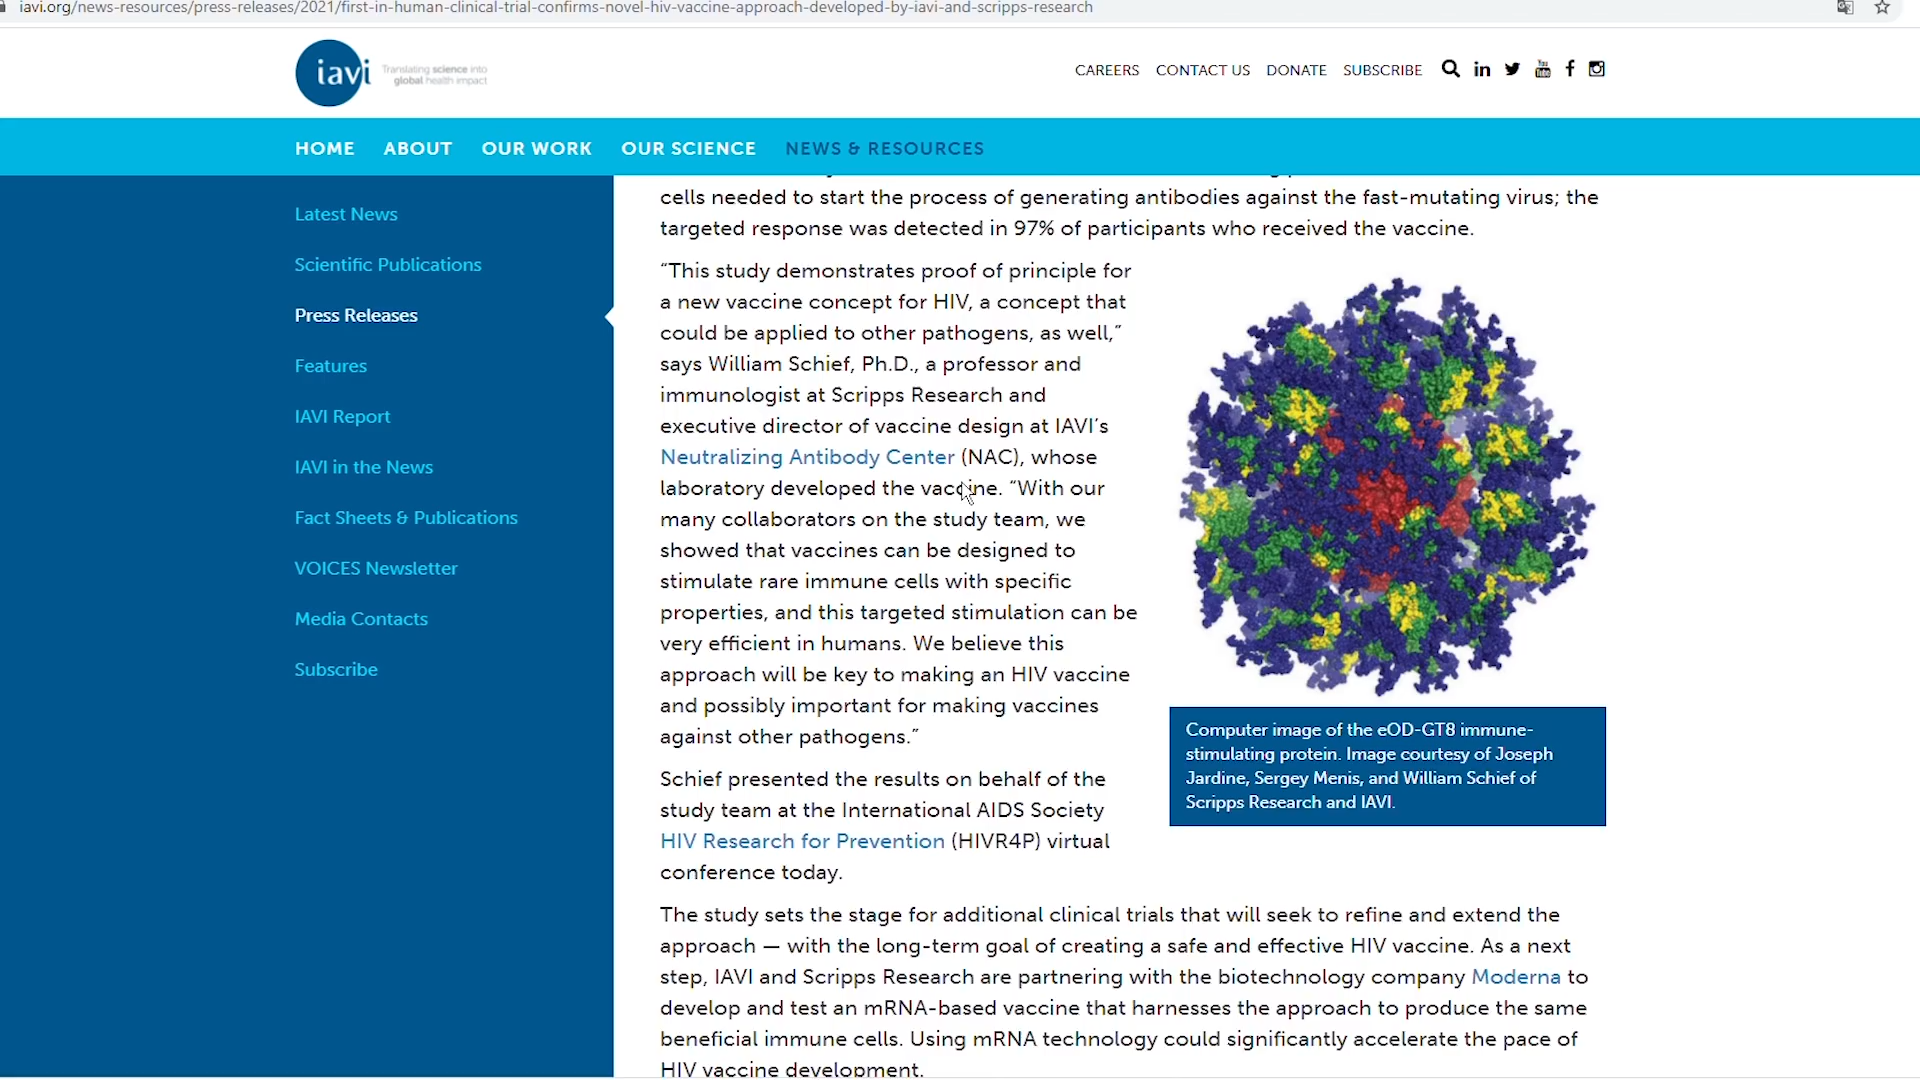 iavi.org/news-resources/press-releases/2021/first-in-human-clinical-trial-confirms-novel-hiv-vaccine-approach-developed-by-iavi-and-scripps-research
iavi
Translating science into
global health impact
CAREERS CONTACT US DONATE SUBSCRIBE
HOME ABOUT OUR WORK OUR SCIENCE NEWS & RESOURCES
Latest News
Scientific Publications
Press Releases
Features
IAVI Report
IAVI in the News
Fact Sheets & Publications
VOICES Newsletter
Media Contacts
Subscribe
cells needed to start the process of generating antibodies against the fast-mutating virus; the
targeted response was detected in 97% of participants who received the vaccine.
“This study demonstrates proof of principle for
a new vaccine concept for HIV, a concept that
could be applied to other pathogens, as well,”
says William Schief, Ph.D., a professor and
immunologist at Scripps Research and
executive director of vaccine design at IAVI’s
Neutralizing Antibody Center (NAC), whose
laboratory developed the vaccine. “With our
many collaborators on the study team, we
showed that vaccines can be designed to
stimulate rare immune cells with specific
properties, and this targeted stimulation can be
very efficient in humans. We believe this
approach will be key to making an HIV vaccine
and possibly important for making vaccines
against other pathogens.”
Computer image of the eOD-GT8 immune-
stimulating protein. Image courtesy of Joseph
Jardine, Sergey Menis, and William Schief of
Scripps Research and IAVI.
Schief presented the results on behalf of the
study team at the International AIDS Society
HIV Research for Prevention (HIVR4P) virtual
conference today.
The study sets the stage for additional clinical trials that will seek to refine and extend the
approach — with the long-term goal of creating a safe and effective HIV vaccine. As a next
step, IAVI and Scripps Research are partnering with the biotechnology company Moderna to
develop and test an mRNA-based vaccine that harnesses the approach to produce the same
beneficial immune cells. Using mRNA technology could significantly accelerate the pace of
HIV vaccine development.